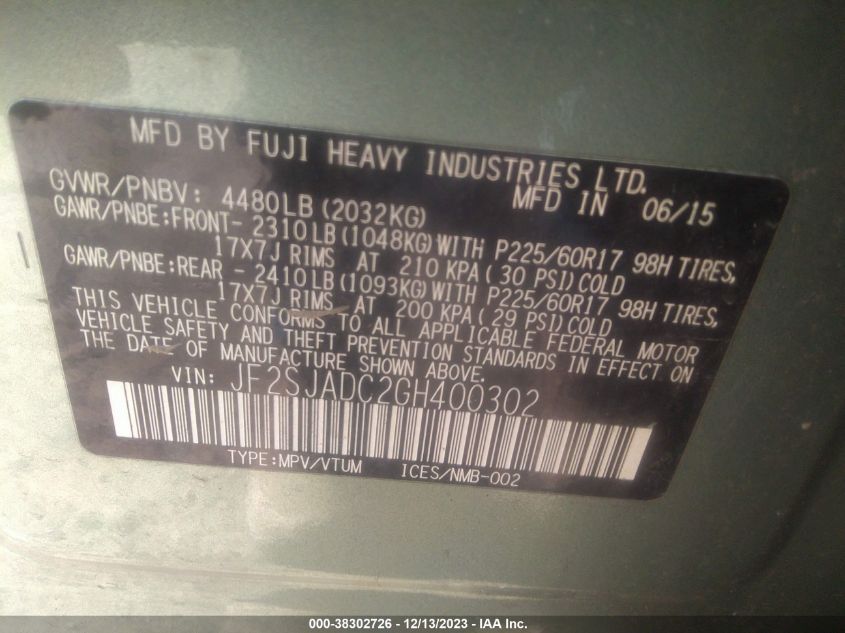 MFD BY FUJI HEAVY INDUSTRIES LTD.
GVWR/PNBV: 4480LB (2032KG) MFD IN 06/15
GAWR/PNBE:FRONT- 2310LB(1048KG)WITH P225/60R17 98H TIRES,
17X7J RIMS AT 210 KPA( 30 PSI)COLD
GAWR/PNBE:REAR - 2410LB(1093KG)WITH P225/60R17 98H TIRES,
17X7J RIMS AT 200 KPA( 29 PSI)COLD
THIS VEHICLE CONFORMS TO ALL APPLICABLE FEDERAL MOTOR
VEHICLE SAFETY AND THEFT PREVENTION STANDARDS IN EFFECT ON
THE DATE OF MANUFACTURE SHOWN ABOVE.
VIN: JF2SJADC2GH400302
TYPE:MPV/VTUM ICES/NMB-002
000-38302726 - 12/13/2023 - IAA Inc.